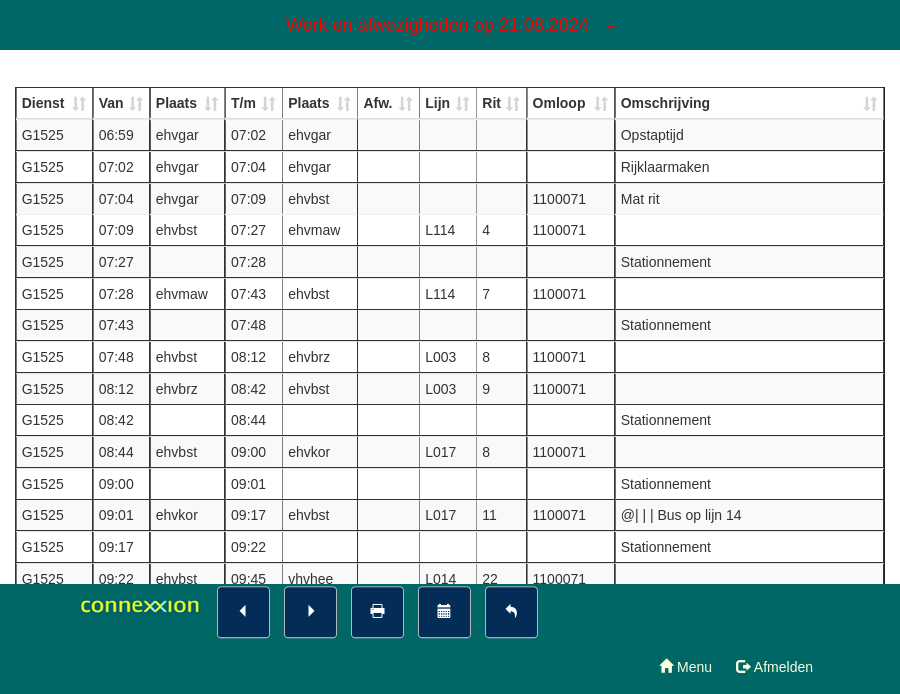 Werk en afwezigheden op 21.08.2024
Dienst Van Plaats T/m Plaats Afw. Lijn Rit Omloop Omschrijving
G1525 06:59 ehvgar 07:02 ehvgar Opstaptijd
G1525 07:02 ehvgar 07:04 ehvgar Rijklaarmaken
G1525 07:04 ehvgar 07:09 ehvbst 1100071 Mat rit
G1525 07:09 ehvbst 07:27 ehvmaw L114 4 1100071
G1525 07:27 07:28 Stationnement
G1525 07:28 ehvmaw 07:43 ehvbst L114 7 1100071
G1525 07:43 07:48 Stationnement
G1525 07:48 ehvbst 08:12 ehvbrz L003 8 1100071
G1525 08:12 ehvbrz 08:42 ehvbst L003 9 1100071
G1525 08:42 08:44 Stationnement
G1525 08:44 ehvbst 09:00 ehvkor L017 8 1100071
G1525 09:00 09:01 Stationnement
G1525 09:01 ehvkor 09:17 ehvbst L017 11 1100071 @| | | Bus op lijn 14
G1525 09:17 09:22 Stationnement
G1525 09:22 ehvbst 09:45 vhvhee L014 22 1100071
connexxion
Menu Afmelden